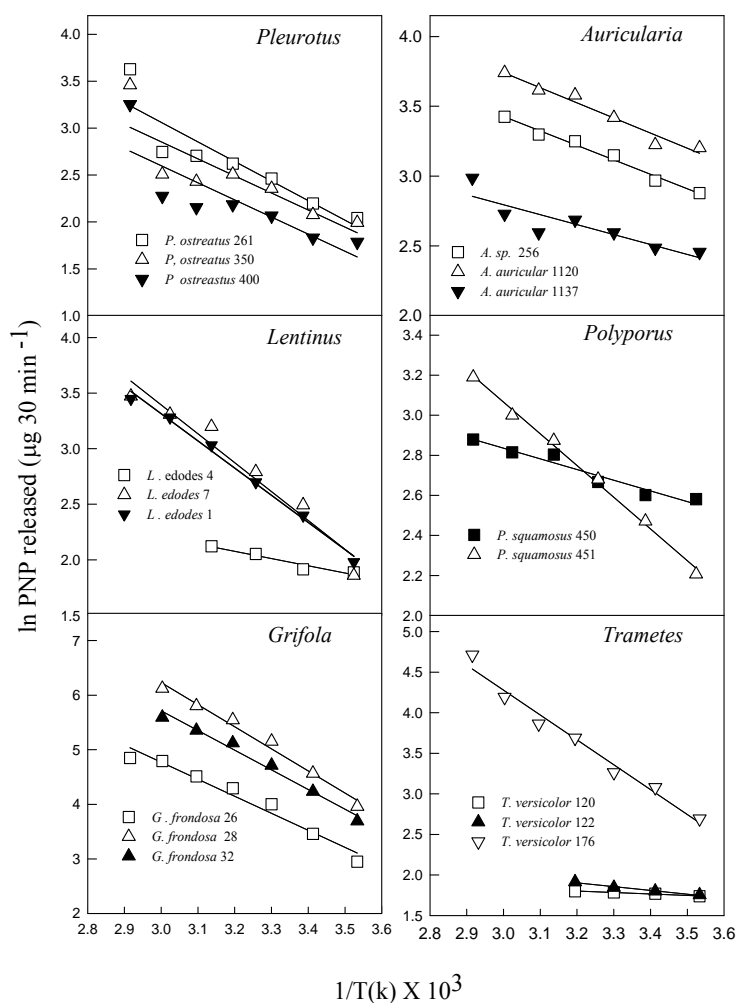 Pleurotus
4.0
3.5
3.0
2.5
2.0
1.5
1.0
P. ostreatus 261
P, ostreatus 350
P ostreastus 400
Auricularia
4.0
3.5
3.0
2.5
2.0
A. sp. 256
A. auricular 1120
A. auricular 1137
Lentinus
4.0
3.5
3.0
2.5
2.0
1.5
L . edodes 4
L. edodes 7
L. edodes 1
Polyporus
3.4
3.2
3.0
2.8
2.6
2.4
2.2
2.0
P. squamosus 450
P. squamosus 451
Grifola
7
6
5
4
3
2
G . frondosa 26
G. frondosa 28
G. frondosa 32
2.8 2.9 3.0 3.1 3.2 3.3 3.4 3.5 3.6
Trametes
5.0
4.5
4.0
3.5
3.0
2.5
2.0
1.5
T. versicolor 120
T. versicolor 122
T. versicolor 176
2.8 2.9 3.0 3.1 3.2 3.3 3.4 3.5 3.6
ln PNP released (µg 30 min -1)
1/T(k) X 10³